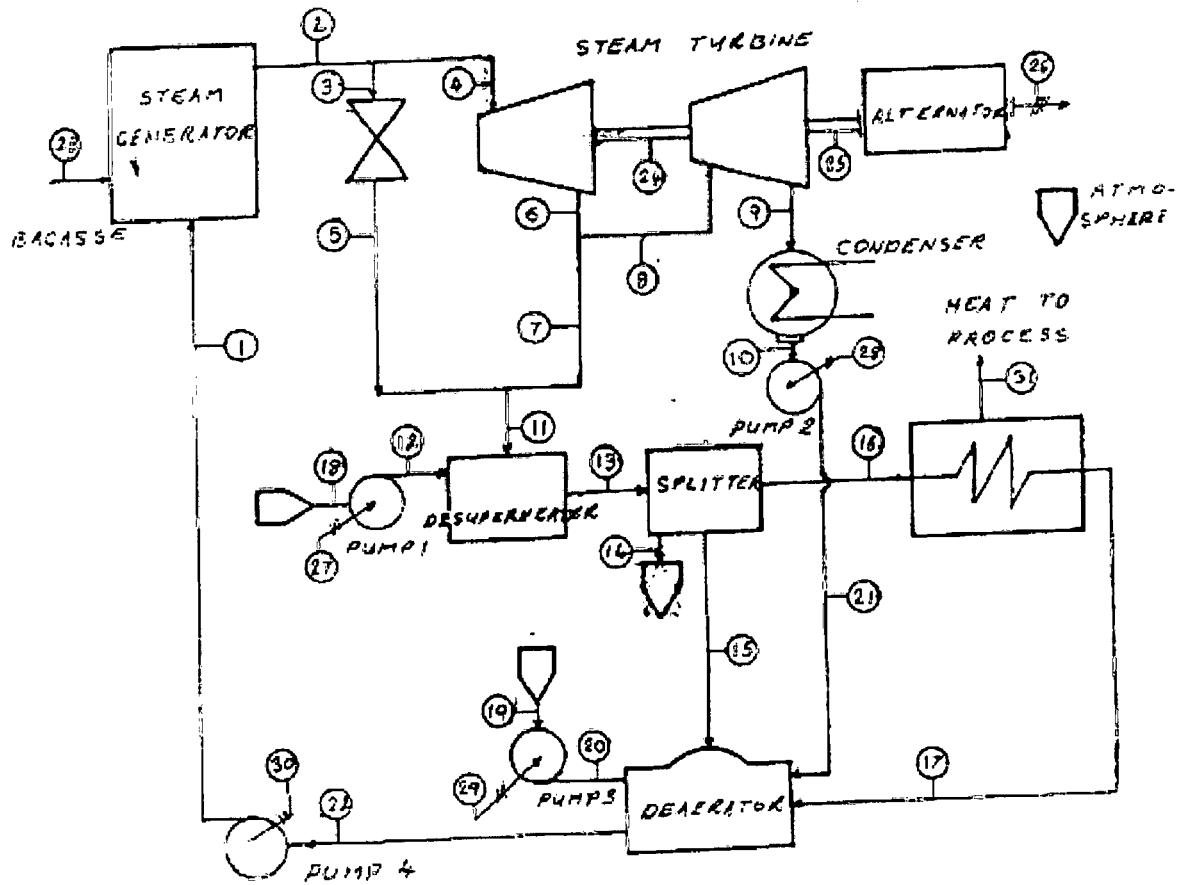 2
STEAM TURBINE
26
3
4
STEAM
GENERATOR
ALTERNATOR
23
24
25
ATMO-
SPHERE
6
9
BAGASSE
5
8
CONDENSER
HEAT TO
PROCESS
1
7
10
28
31
PUMP 2
11
12
13
16
18
SPLITTER
DESUPERHEATER
PUMP 1
27
14
21
15
19
20
17
30
29
PUMP 3
DEAERATOR
22
PUMP 4